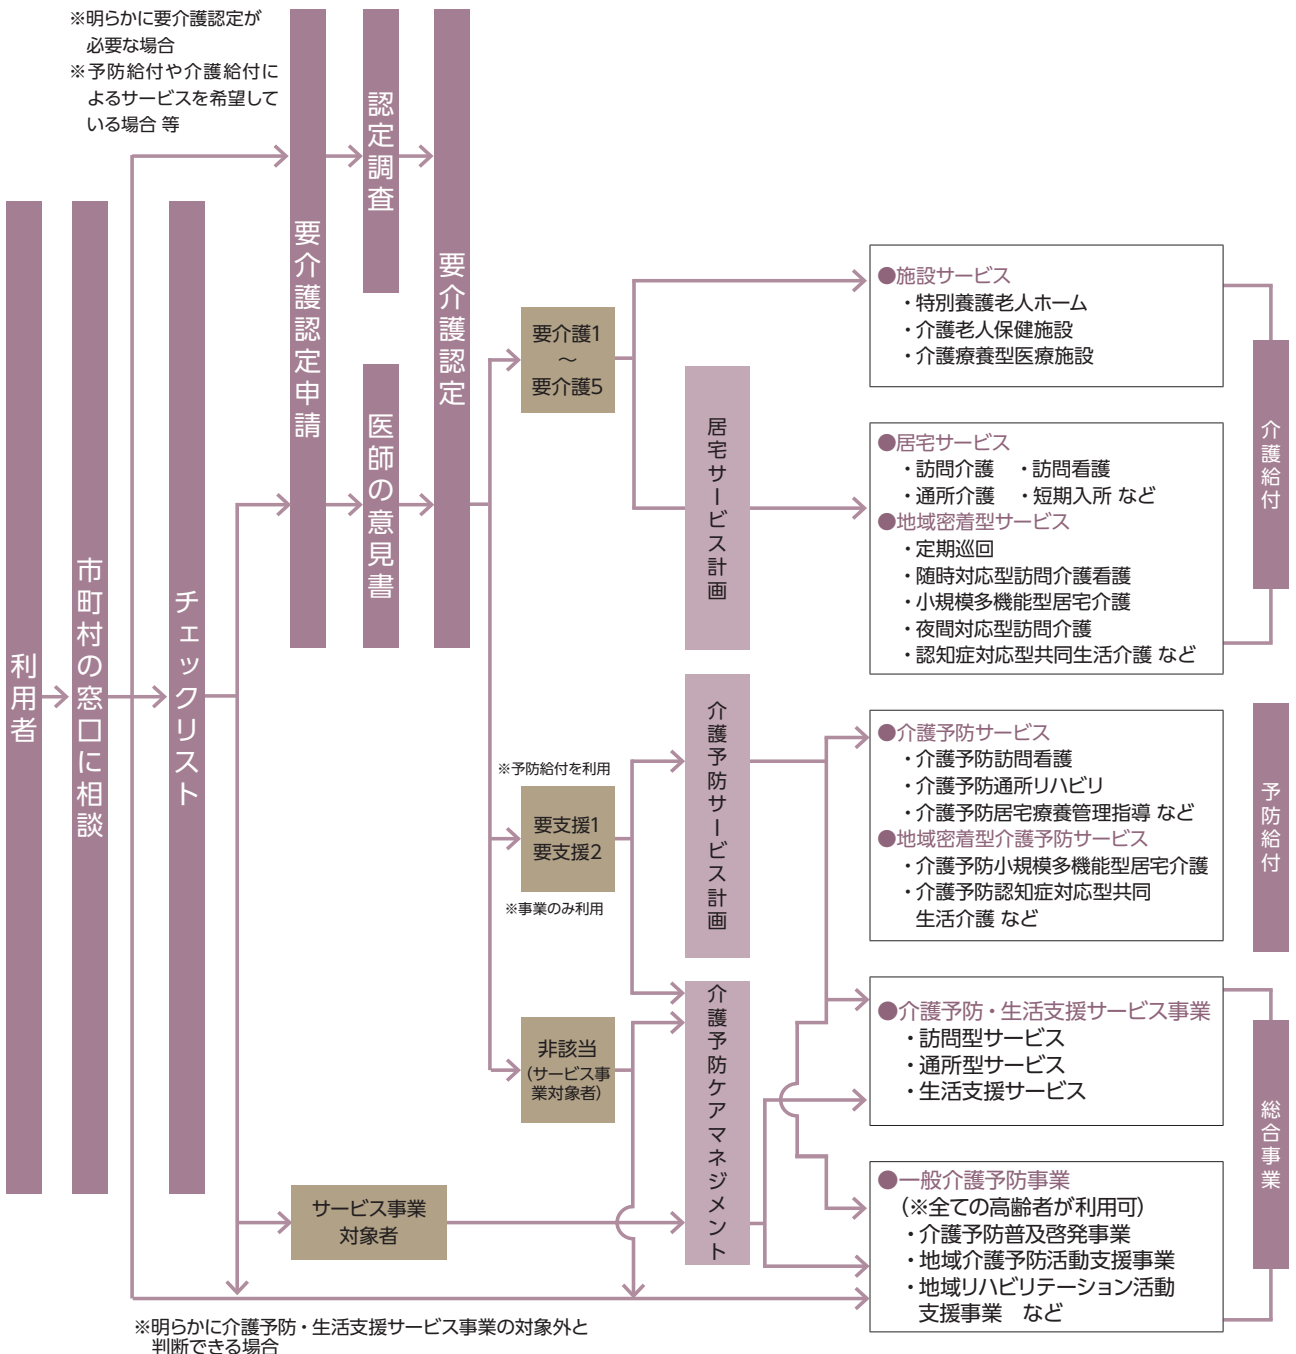 ※明らかに要介護認定が
必要な場合
※予防給付や介護給付に
よるサービスを希望して
いる場合 等
利用者
市町村の窓口に相談
チェックリスト
要介護認定申請
認定調査
医師の意見書
要介護認定
要介護1
〜
要介護5
※予防給付を利用
要支援1
要支援2
※事業のみ利用
非該当
(サービス事
業対象者)
サービス事業
対象者
居宅サービス計画
介護予防サービス計画
介護予防ケアマネジメント
●施設サービス
・特別養護老人ホーム
・介護老人保健施設
・介護療養型医療施設
●居宅サービス
・訪問介護 ・訪問看護
・通所介護 ・短期入所 など
●地域密着型サービス
・定期巡回
・随時対応型訪問介護看護
・小規模多機能型居宅介護
・夜間対応型訪問介護
・認知症対応型共同生活介護 など
介護給付
●介護予防サービス
・介護予防訪問看護
・介護予防通所リハビリ
・介護予防居宅療養管理指導 など
●地域密着型介護予防サービス
・介護予防小規模多機能型居宅介護
・介護予防認知症対応型共同
生活介護 など
予防給付
●介護予防・生活支援サービス事業
・訪問型サービス
・通所型サービス
・生活支援サービス
●一般介護予防事業
(※全ての高齢者が利用可)
・介護予防普及啓発事業
・地域介護予防活動支援事業
・地域リハビリテーション活動
支援事業 など
総合事業
※明らかに介護予防・生活支援サービス事業の対象外と
判断できる場合